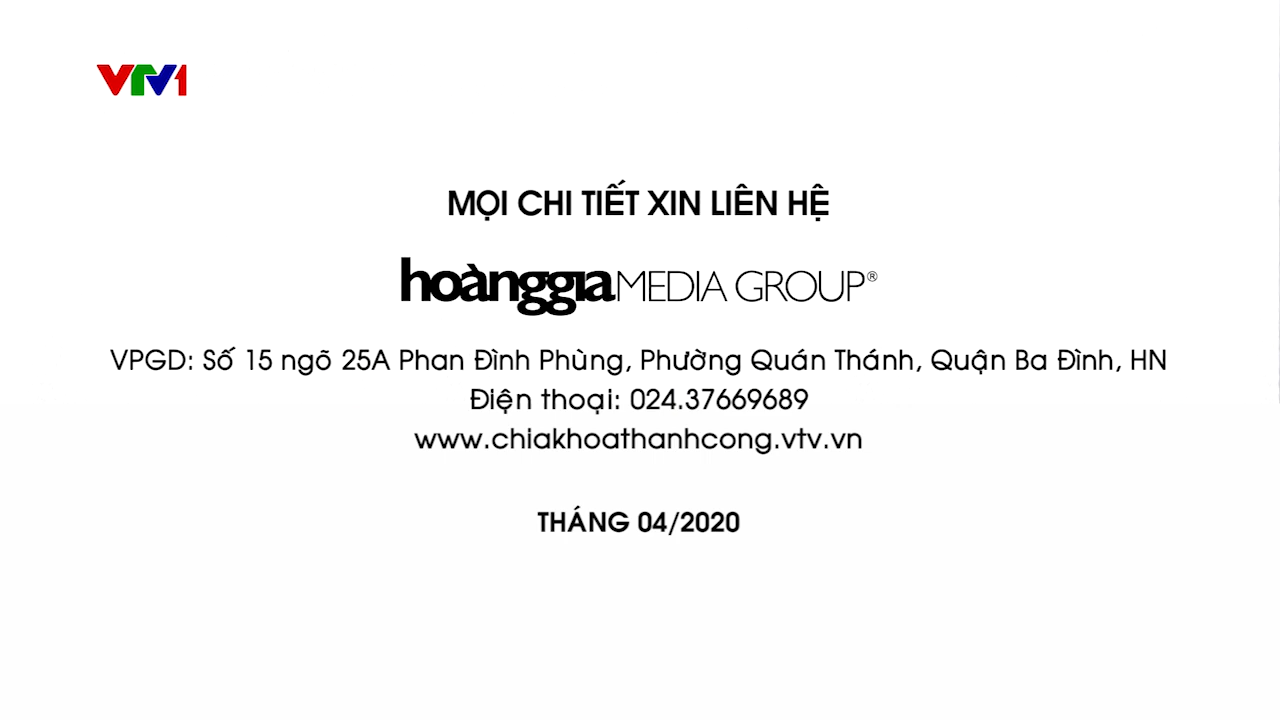 VTV1
MỌI CHI TIẾT XIN LIÊN HỆ
hoànggia MEDIA GROUP®
VPGD: Số 15 ngõ 25A Phan Đình Phùng, Phường Quán Thánh, Quận Ba Đình, HN
Điện thoại: 024.37669689
www.chiakhoathanhcong.vtv.vn
THÁNG 04/2020